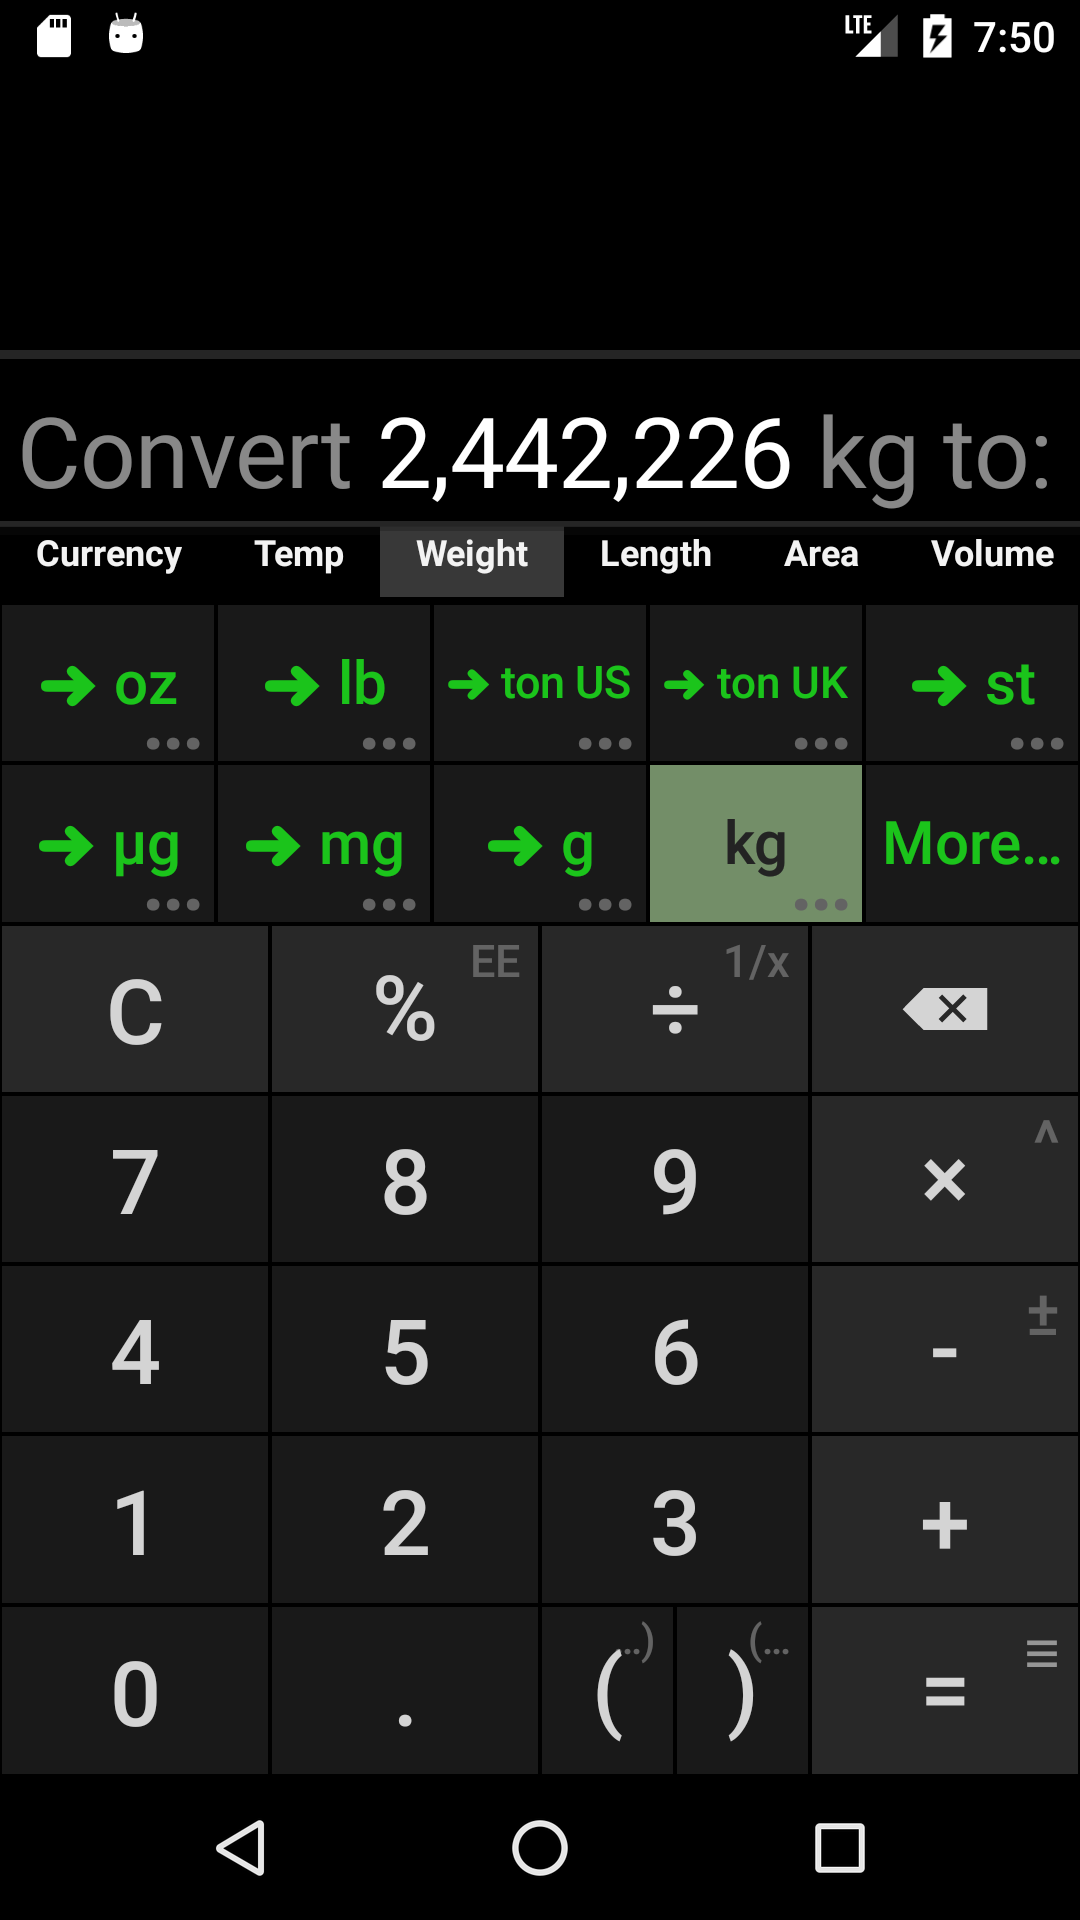 LTE 7:50
Convert 2,442,226 kg to:
Currency Temp Weight Length Area Volume
→ oz → lb → ton US → ton UK → st
→ µg → mg → g kg More...
C % EE ÷ 1/x
7 8 9 × ^
4 5 6 - ±
1 2 3 +
0 . ( ..) ) (... =